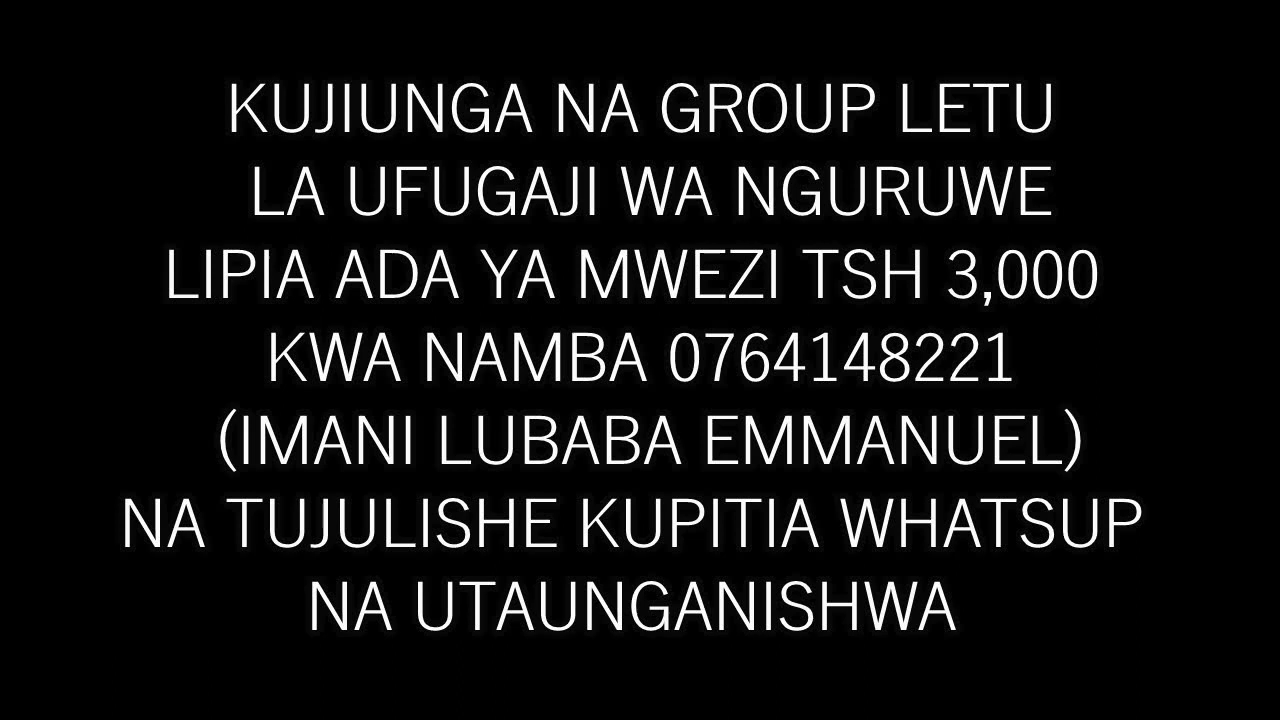 KUJIUNGA NA GROUP LETU
LA UFUGAJI WA NGURUWE
LIPIA ADA YA MWEZI TSH 3,000
KWA NAMBA 0764148221
(IMANI LUBABA EMMANUEL)
NA TUJULISHE KUPITIA WHATSUP
NA UTAUNGANISHWA